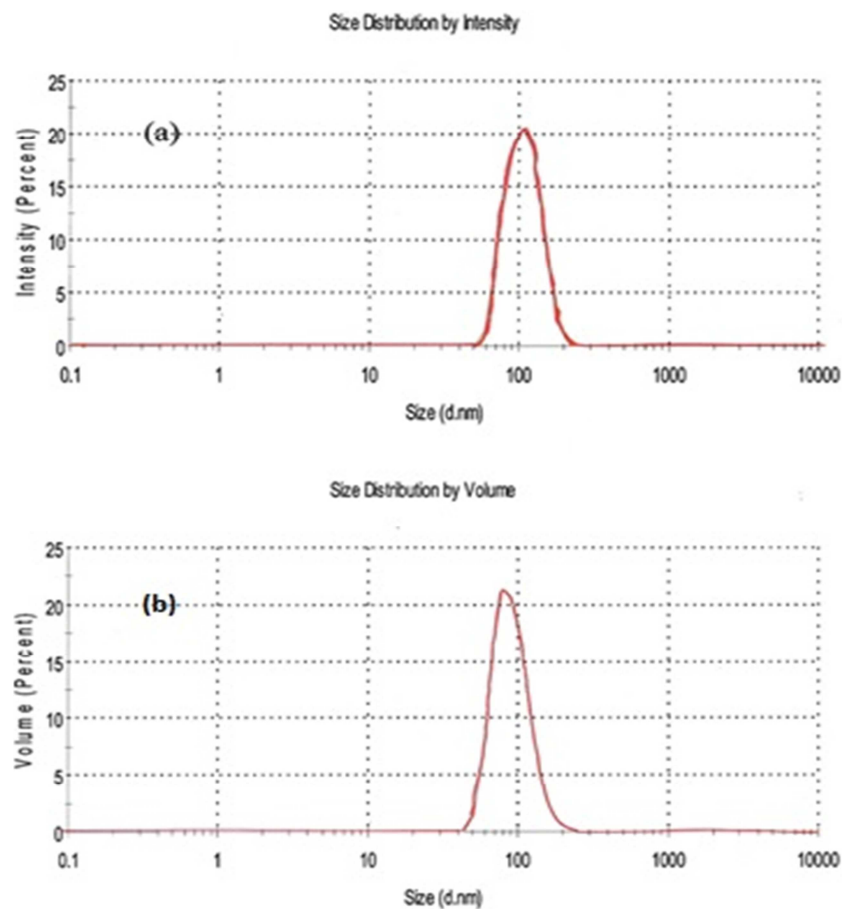 Size Distribution by Intensity
25
(a)
20
15
10
5
0
Intensity (Percent)
0.1 1 10 100 1000 10000
Size (d.nm)
Size Distribution by Volume
25
(b)
20
15
10
5
0
Volume (Percent)
0.1 1 10 100 1000 10000
Size (d.nm)